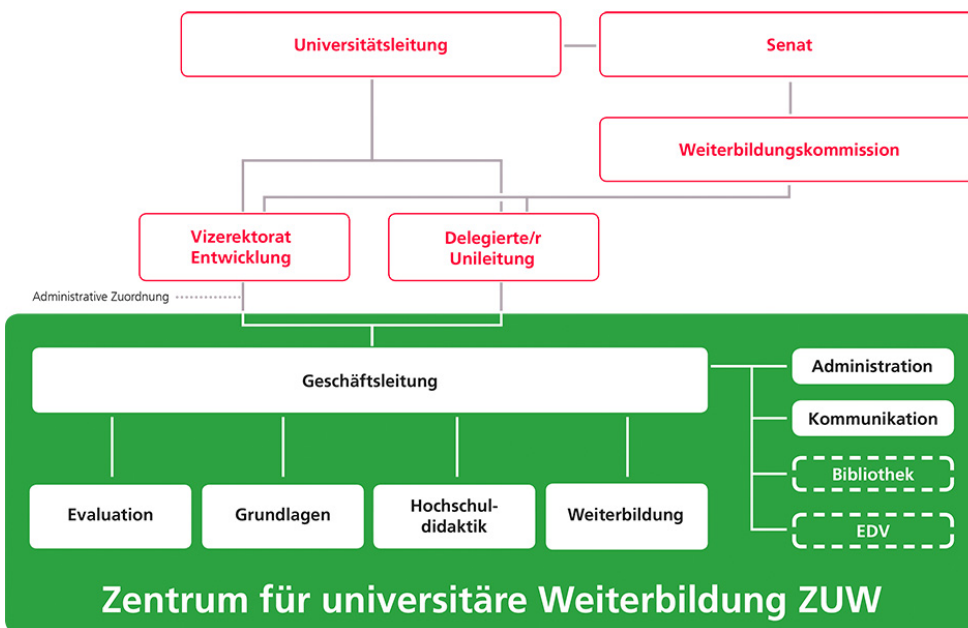 Universitätsleitung
Senat
Weiterbildungskommission
Vizerektorat
Entwicklung
Delegierte/r
Unileitung
Administrative Zuordnung
Geschäftsleitung
Administration
Kommunikation
Bibliothek
EDV
Evaluation
Grundlagen
Hochschul-
didaktik
Weiterbildung
Zentrum für universitäre Weiterbildung ZUW